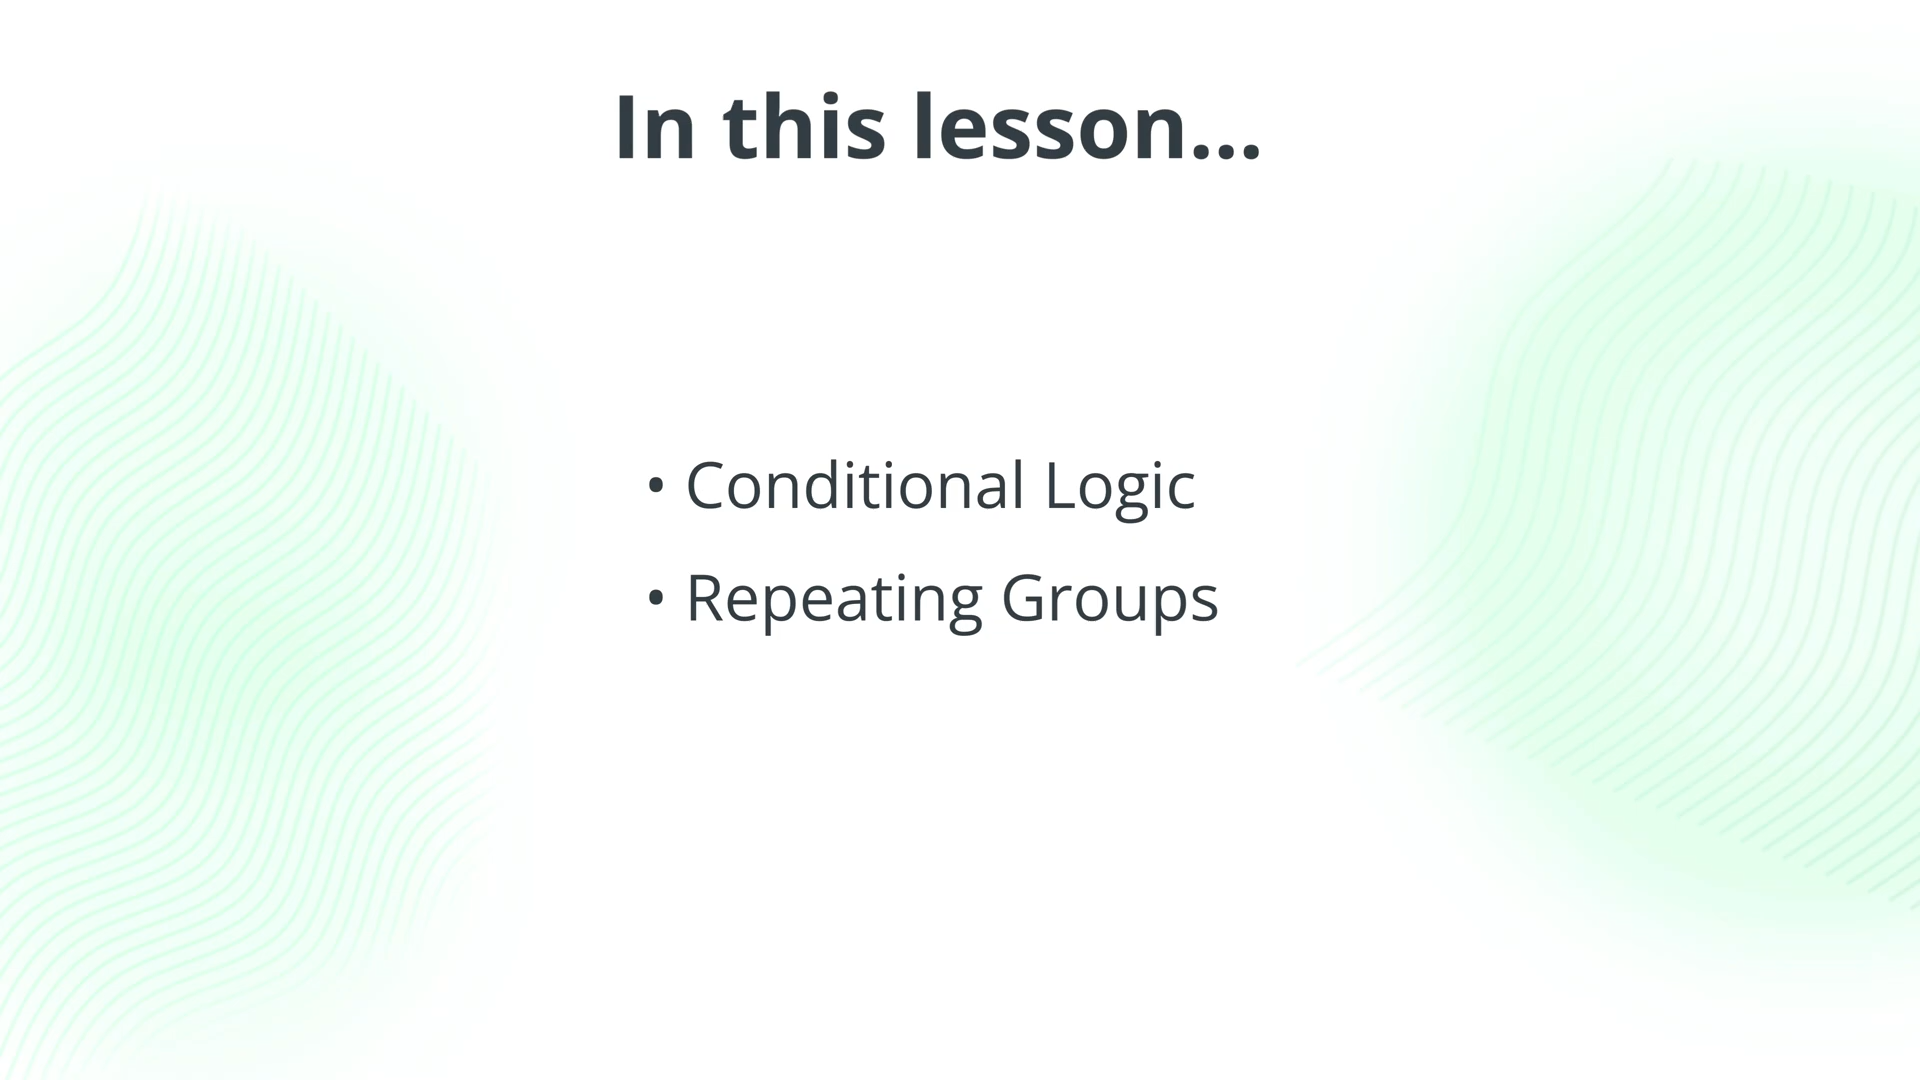 In this lesson...
• Conditional Logic
• Repeating Groups